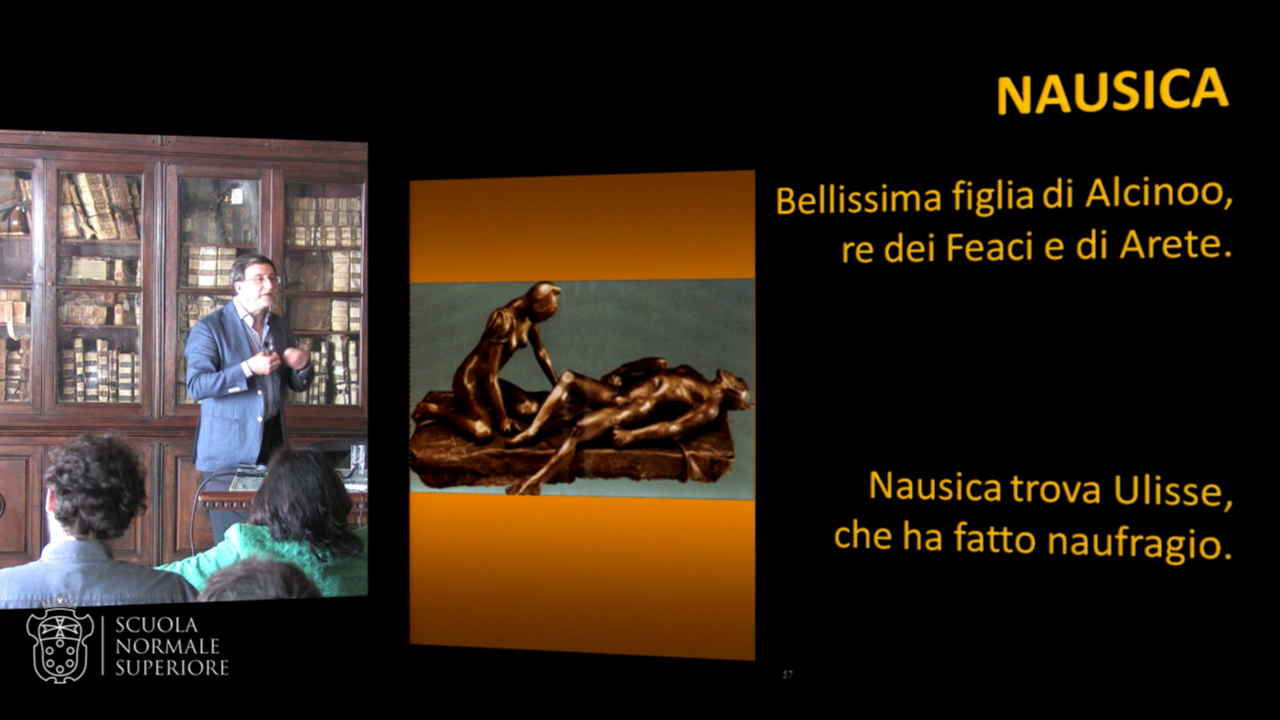 NAUSICA
Bellissima figlia di Alcinoo,
re dei Feaci e di Arete.
Nausica trova Ulisse,
che ha fatto naufragio.
SCUOLA
NORMALE
SUPERIORE
57